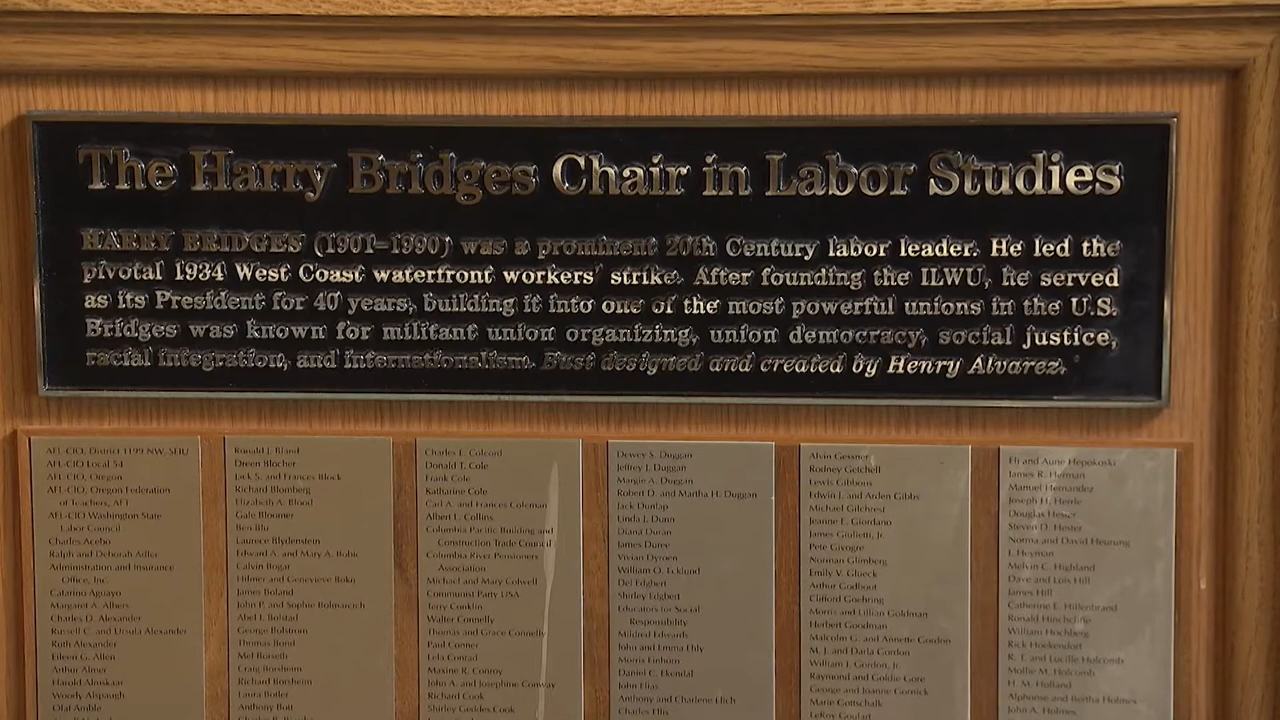 The Harry Bridges Chair in Labor Studies
HARRY BRIDGES (1901–1990) was a prominent 20th Century labor leader. He led the
pivotal 1934 West Coast waterfront workers' strike. After founding the ILWU, he served
as its President for 40 years, building it into one of the most powerful unions in the U.S.
Bridges was known for militant union organizing, union democracy, social justice,
racial integration, and internationalism. Bust designed and created by Henry Alvarez.
AFL-CIO, District 1199 NW, SEIU
AFL-CIO Local 54
AFL-CIO, Oregon
AFL-CIO, Oregon Federation
of Teachers, AFT
AFL-CIO Washington State
Labor Council
Charles Acebo
Ralph and Deborah Adler
Administration and Insurance
Office, Inc.
Catarino Aguayo
Margaret A. Albers
Charles D. Alexander
Russell C. and Ursula Alexander
Ruth Alexander
Eileen G. Allen
Arthur Almer
Harold Almskaar
Woody Alspaugh
Olaf Amble
Ronald J. Bland
Dreen Blocher
Jack S. and Frances Block
Richard Blomberg
Elizabeth A. Blood
Gale Bloomer
Ben Blu
Laurence Blydenstein
Edward A. and Mary A. Bobic
Calvin Bogar
Hilmer and Genevieve Boko
James Boland
John P. and Sophie Bolmarcich
Abel I. Bolstad
George Bolstrom
Thomas Bond
Mel Borseth
Craig Borsheim
Richard Borsheim
Laura Botler
Anthony Bott
Charles E. Colcord
Donald T. Cole
Frank Cole
Katharine Cole
Carl A. and Frances Coleman
Albert L. Collins
Columbia Pacific Building and
Construction Trade Council
Columbia River Pensioners
Association
Michael and Mary Colwell
Communist Party USA
Terry Conklin
Walter Connelly
Thomas and Grace Connelly
Paul Conner
Lela Conrad
Maxine R. Conroy
John A. and Josephine Conway
Richard Cook
Shirley Geddes Cook
Dewey S. Duggan
Jeffrey J. Duggan
Margie A. Duggan
Robert D. and Martha H. Duggan
Jack Dunlap
Linda J. Dunn
Diana Duran
James Duree
Vivian Dyroen
William O. Ecklund
Del Edgbert
Shirley Edgbert
Educators for Social
Responsibility
Mildred Edwards
John and Emma Ehly
Morris Einhorn
Daniel C. Ekendal
John Elias
Anthony and Charlene Elich
Charles Ellis
Alvin Gessner
Rodney Getchell
Lewis Gibbons
Edwin J. and Arden Gibbs
Michael Gilchrest
Jeanne E. Giordano
James Giulietti, Jr.
Pete Givogre
Norman Glimberg
Emily V. Glueck
Arthur Godbout
Clifford Goehring
Morris and Lillian Goldman
Herbert Goodman
Malcolm G. and Annette Gordon
M. J. and Darla Gordon
William J. Gordon, Jr.
Raymond and Goldie Gore
George and Joanne Gornick
Marie Gottschalk
LeRoy Goulart
Eli and Aune Hepokoski
James R. Herman
Manuel Hernandez
Joseph H. Herrle
Douglas Hester
Steven D. Hester
Norma and David Heurung
I. Heyman
Melvin C. Highland
Dave and Lois Hill
James Hill
Catherine E. Hillenbrand
Ronald Hinchcliffe
William Hochberg
Rick Hoekendorf
R. T. and Lucille Holcomb
Mollie M. Holcomb
H. M. Holland
Alphonse and Bertha Holmes
John A. Holmes